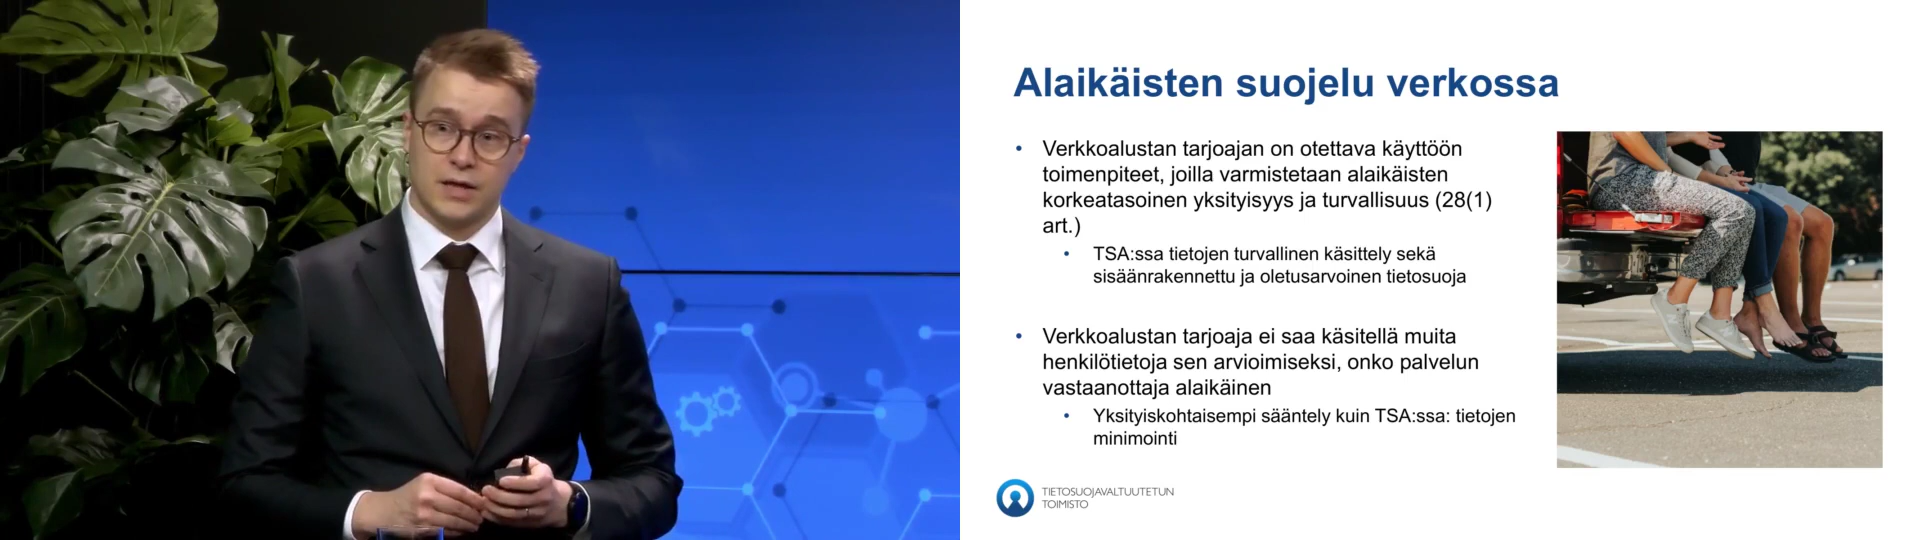 Alaikäisten suojelu verkossa
• Verkkoalustan tarjoajan on otettava käyttöön
toimenpiteet, joilla varmistetaan alaikäisten
korkeatasoinen yksityisyys ja turvallisuus (28(1)
art.)
• TSA:ssa tietojen turvallinen käsittely sekä
sisäänrakennettu ja oletusarvoinen tietosuoja
• Verkkoalustan tarjoaja ei saa käsitellä muita
henkilötietoja sen arvioimiseksi, onko palvelun
vastaanottaja alaikäinen
• Yksityiskohtaisempi sääntely kuin TSA:ssa: tietojen
minimointi
TIETOSUOJAVALTUUTETUN
TOIMISTO